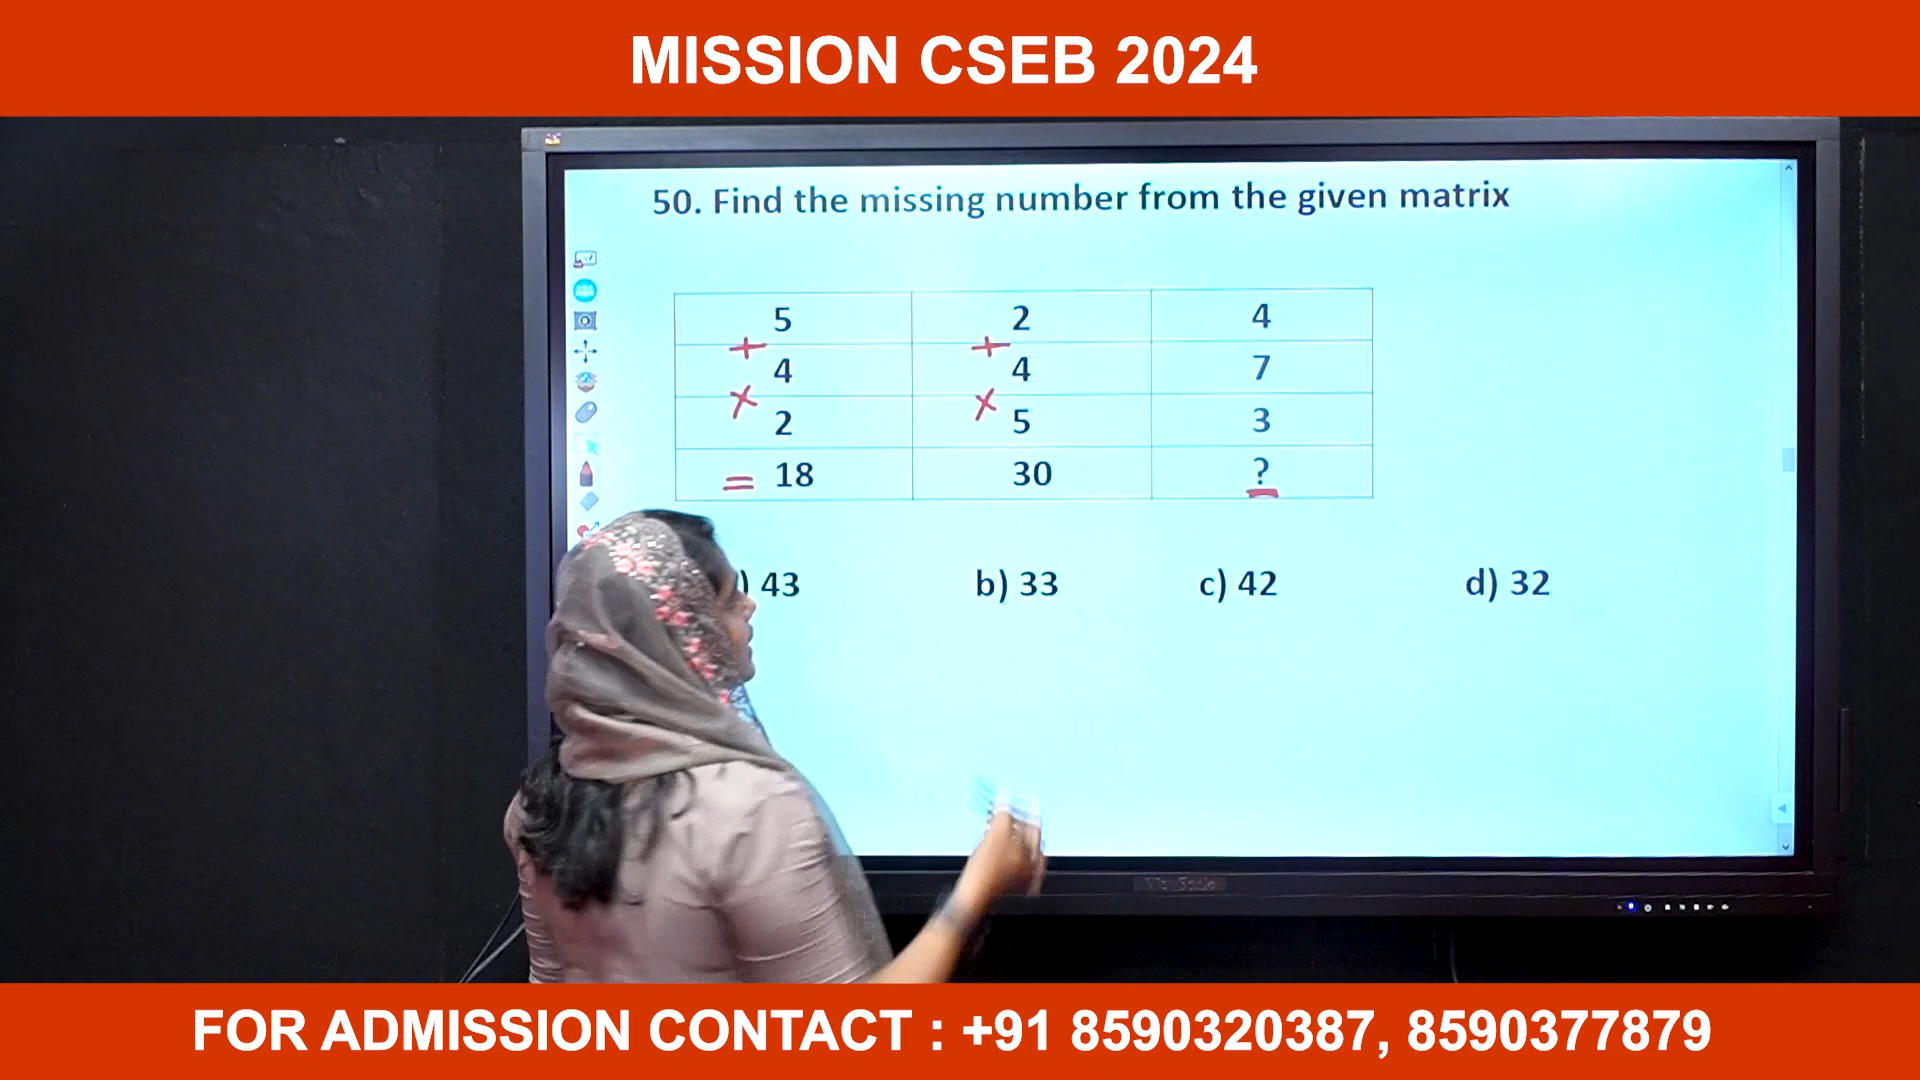 MISSION CSEB 2024
50. Find the missing number from the given matrix
5 2 4
+ +
4 4 7
× ×
2 5 3
= 18 30 ?
) 43 b) 33 c) 42 d) 32
FOR ADMISSION CONTACT : +91 8590320387, 8590377879